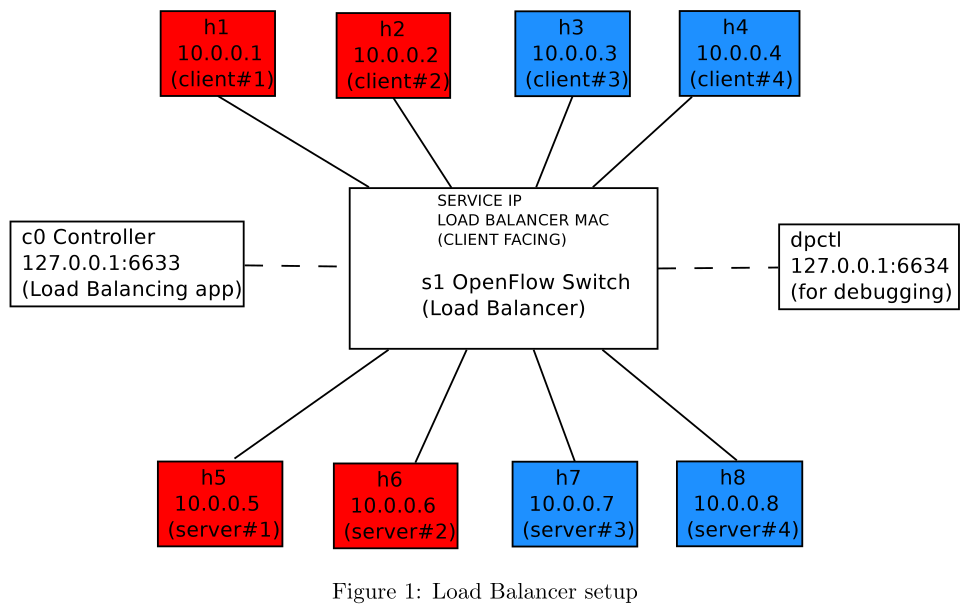 h1
10.0.0.1
(client#1)
h2
10.0.0.2
(client#2)
h3
10.0.0.3
(client#3)
h4
10.0.0.4
(client#4)
SERVICE IP
LOAD BALANCER MAC
(CLIENT FACING)
s1 OpenFlow Switch
(Load Balancer)
c0 Controller
127.0.0.1:6633
(Load Balancing app)
dpctl
127.0.0.1:6634
(for debugging)
h5
10.0.0.5
(server#1)
h6
10.0.0.6
(server#2)
h7
10.0.0.7
(server#3)
h8
10.0.0.8
(server#4)
Figure 1: Load Balancer setup